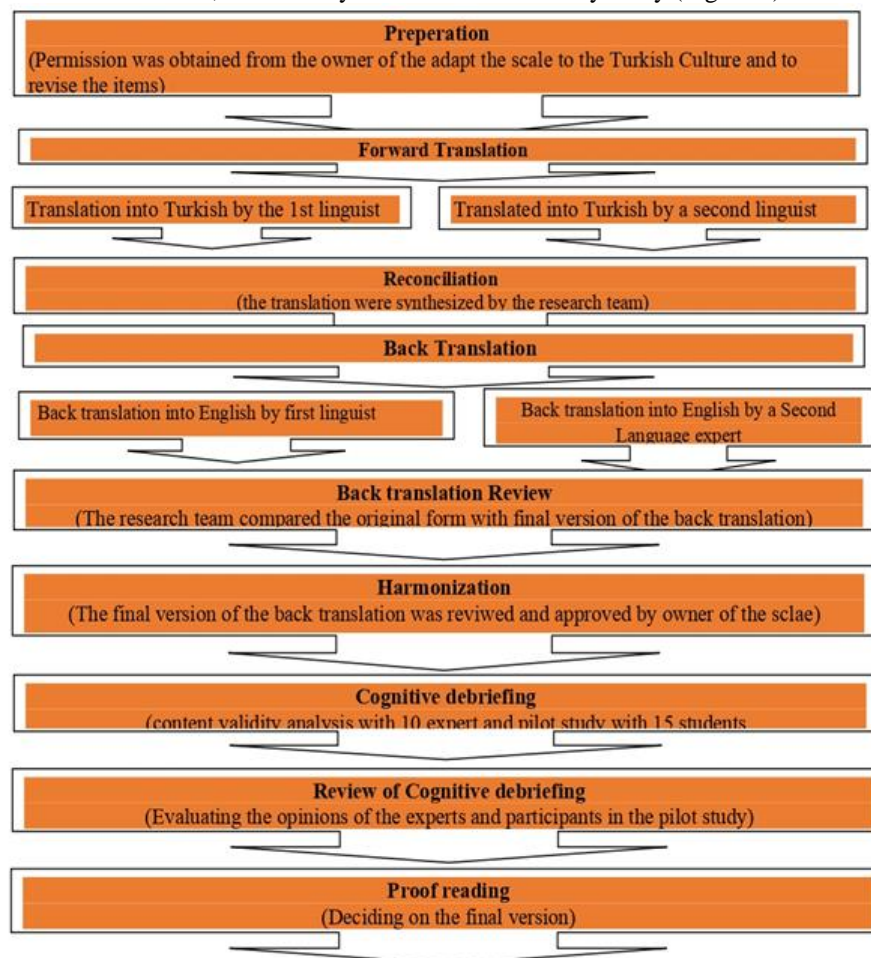 Preperation
(Permission was obtained from the owner of the adapt the scale to the Turkish Culture and to
revise the items)
Forward Translation
Translation into Turkish by the 1st linguist
Translated into Turkish by a second linguist
Reconciliation
(the translation were synthesized by the research team)
Back Translation
Back translation into English by first linguist
Back translation into English by a Second
Language expert
Back translation Review
(The research team compared the original form with final version of the back translation)
Harmonization
(The final version of the back translation was reviwed and approved by owner of the sclae)
Cognitive debriefing
(content validity analysis with 10 expert and pilot study with 15 students
Review of Cognitive debriefing
(Evaluating the opinions of the experts and participants in the pilot study)
Proof reading
(Deciding on the final version)